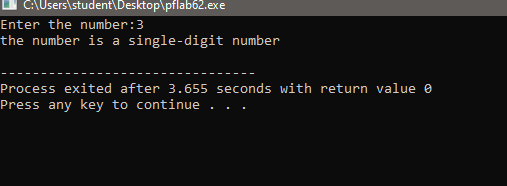 C:\Users\student\Desktop\pflab62.exe
Enter the number:3
the number is a single-digit number
--------------------------------
Process exited after 3.655 seconds with return value 0
Press any key to continue . . .